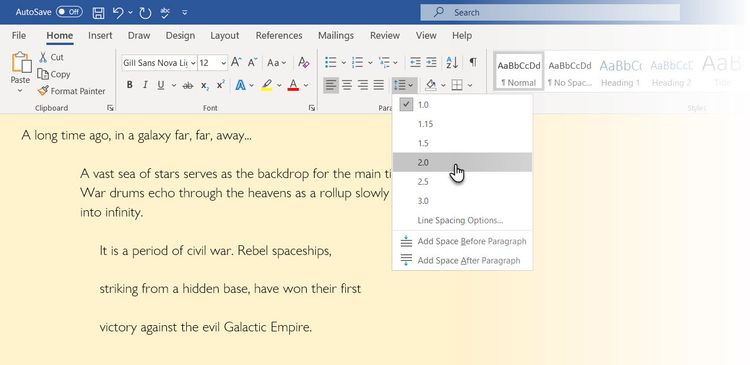 AutoSave Off Search
File Home Insert Draw Design Layout References Mailings Review View Help
Paste
Cut
Copy
Format Painter
Clipboard
Gill Sans Nova Li 12 A A Aa A
B I U ab x₂ x² A A
Font
A Z ¶
Par
AaBbCcDd AaBbCcDd AaBbCc AaBbCcD AaB
¶ Normal ¶ No Spac... Heading 1 Heading 2 Title
Styles
1.0
1.15
1.5
2.0
2.5
3.0
Line Spacing Options...
Add Space Before Paragraph
Add Space After Paragraph
A long time ago, in a galaxy far, far, away...
A vast sea of stars serves as the backdrop for the main ti
War drums echo through the heavens as a rollup slowly
into infinity.
It is a period of civil war. Rebel spaceships,
striking from a hidden base, have won their first
victory against the evil Galactic Empire.